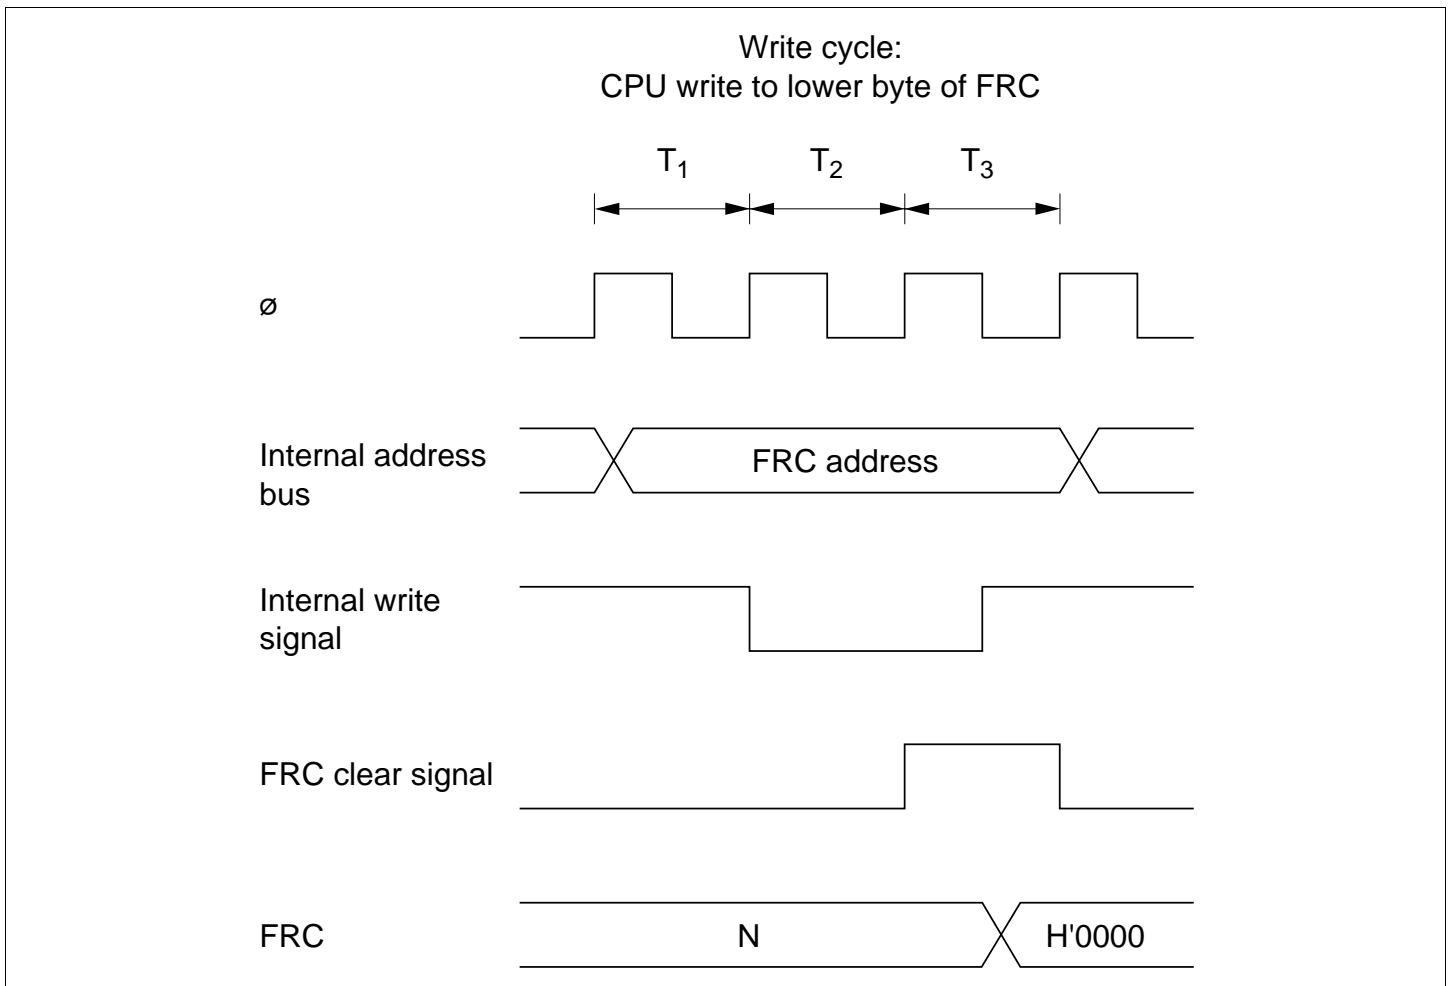 Write cycle:
CPU write to lower byte of FRC
T1 T2 T3
ø
Internal address
bus
FRC address
Internal write
signal
FRC clear signal
FRC N H'0000